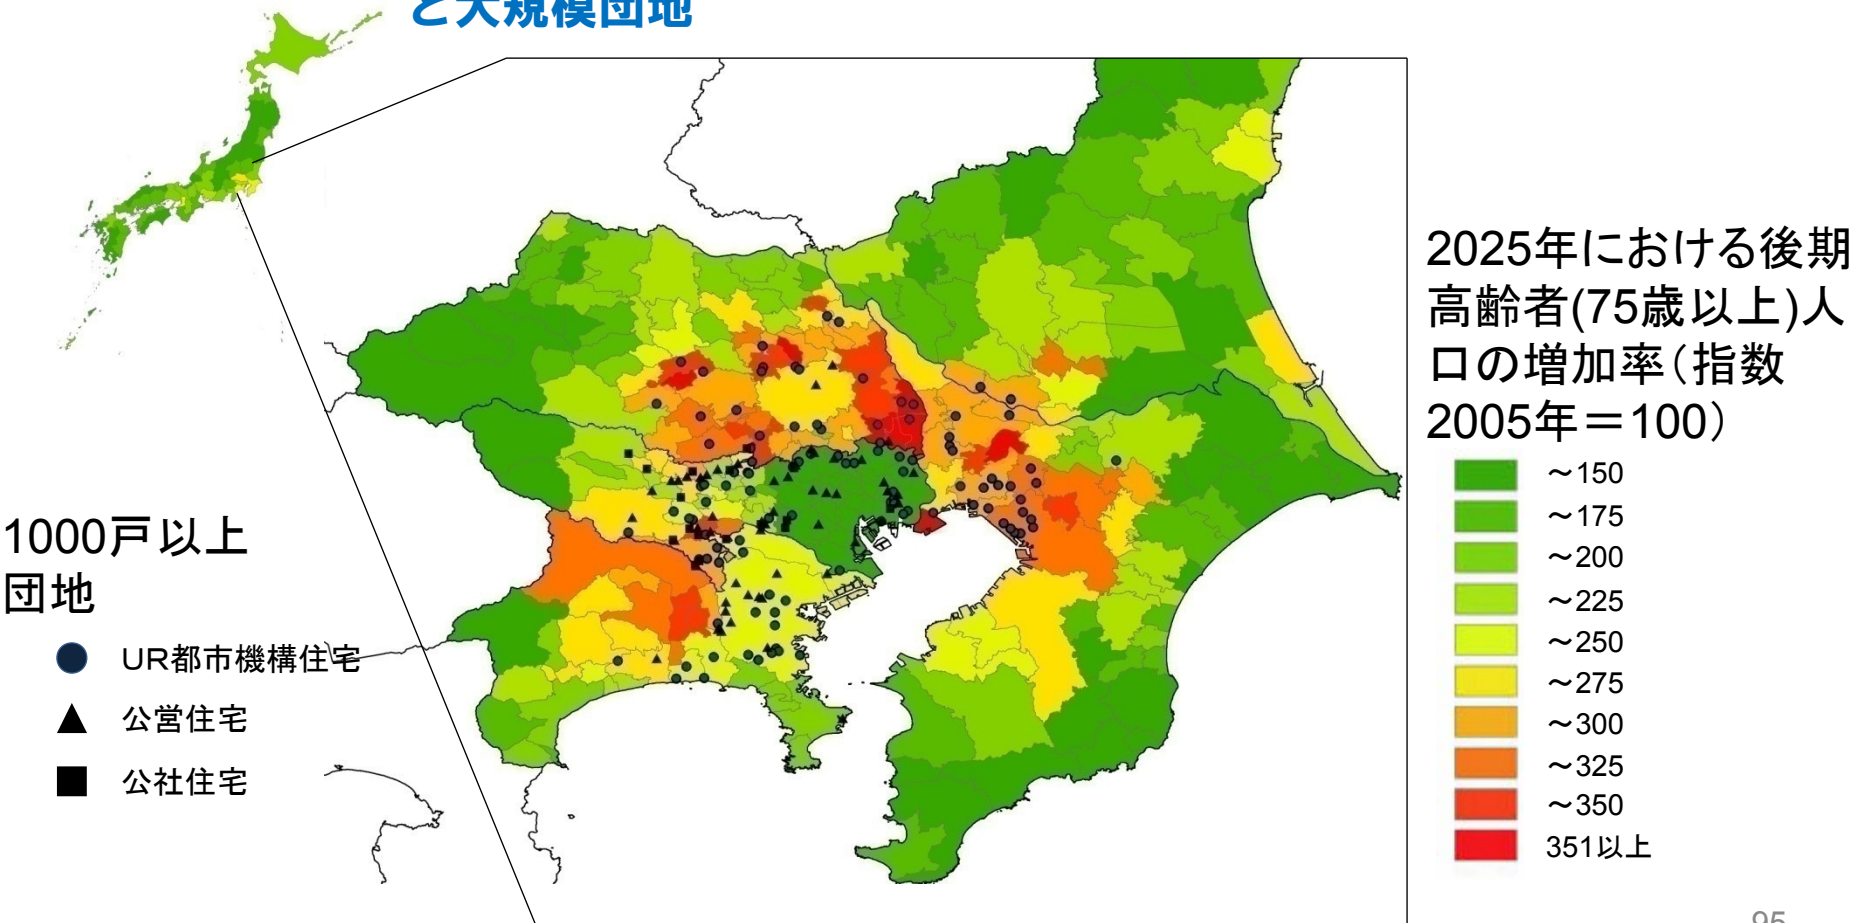 と大規模団地
2025年における後期
高齢者(75歳以上)人
口の増加率（指数
2005年＝100）
～150
～175
～200
～225
～250
～275
～300
～325
～350
351以上
1000戸以上
団地
UR都市機構住宅
公営住宅
公社住宅
95